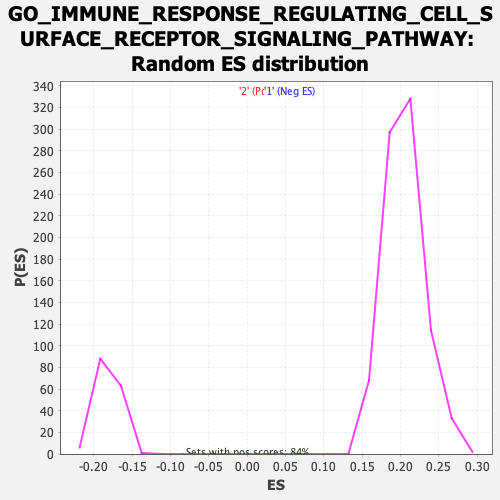 GO_IMMUNE_RESPONSE_REGULATING_CELL_S
URFACE_RECEPTOR_SIGNALING_PATHWAY:
Random ES distribution
'2' (Po '1' (Neg ES)
P(ES)
340
320
300
280
260
240
220
200
180
160
140
120
100
80
60
40
20
0
Sets with pos scores: 84%
-0.20 -0.15 -0.10 -0.05 0.00 0.05 0.10 0.15 0.20 0.25 0.30
ES